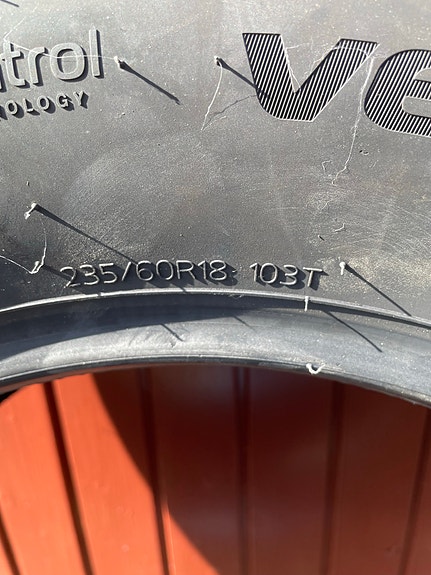 ntrol
NOLOGY
VE
235/60R18 103T